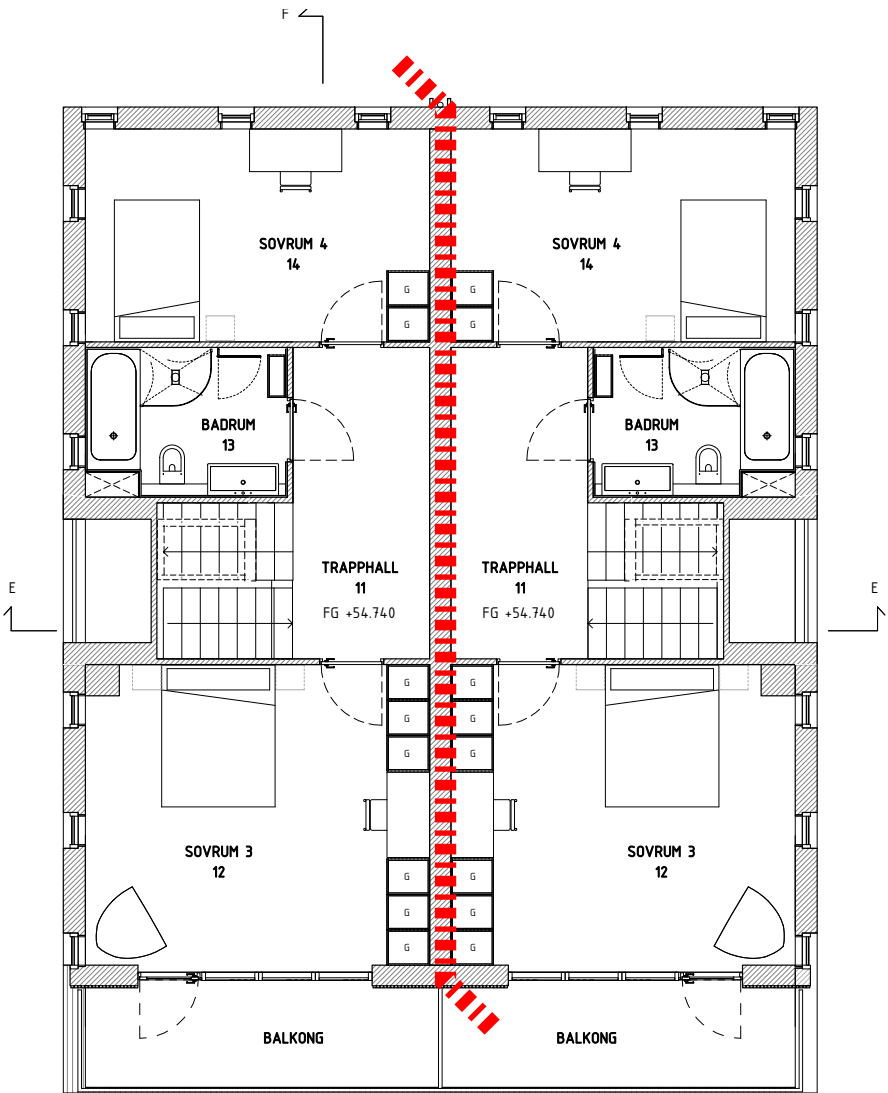 F
SOVRUM 4
14
SOVRUM 4
14
G
G
G
G
BADRUM
13
BADRUM
13
TRAPPHALL
11
FG +54.740
TRAPPHALL
11
FG +54.740
E
E
G
G
G
G
G
G
SOVRUM 3
12
SOVRUM 3
12
G
G
G
G
G
G
BALKONG
BALKONG